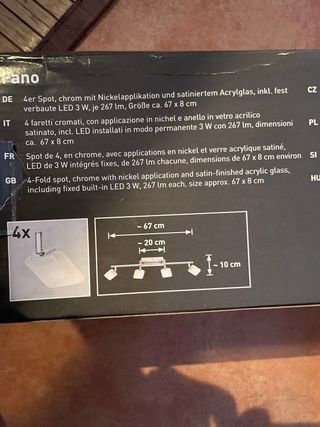 Pano
DE 4er Spot, chrom mit Nickelapplikation und satiniertem Acrylglas, inkl. fest CZ
verbaute LED 3 W, je 267 lm, Größe ca. 67 x 8 cm
IT 4 faretti cromati, con applicazione in nichel e anello in vetro acrilico
satinato, incl. LED installati in modo permanente 3 W con 267 lm, dimensioni PL
ca. 67 x 8 cm
FR Spot de 4, en chrome, avec applications en nickel et verre acrylique satiné, SI
LED de 3 W intégrés fixes, de 267 lm chacune, dimensions de 67 x 8 cm environ
GB 4-Fold spot, chrome with nickel application and satin-finished acrylic glass, HU
including fixed built-in LED 3 W, 267 lm each, size approx. 67 x 8 cm
4x
~ 67 cm
~ 20 cm
~ 10 cm